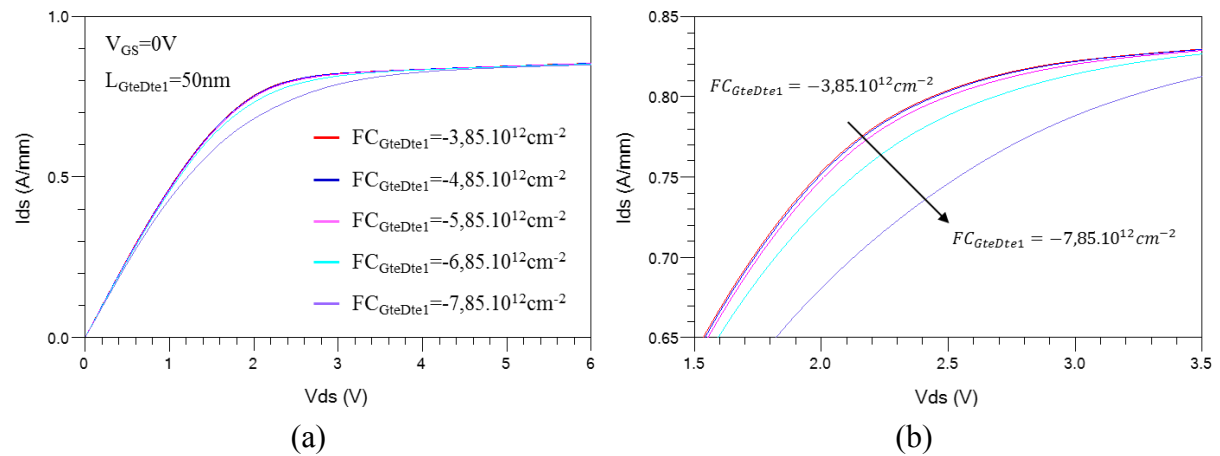 1.0
0.5
0.0
Ids (A/mm)
V_GS=0V
L_GteDte1=50nm
FC_GteDte1=-3,85.10^12cm^-2
FC_GteDte1=-4,85.10^12cm^-2
FC_GteDte1=-5,85.10^12cm^-2
FC_GteDte1=-6,85.10^12cm^-2
FC_GteDte1=-7,85.10^12cm^-2
0 1 2 3 4 5 6
Vds (V)
(a)
0.85
0.80
0.75
0.70
0.65
Ids (A/mm)
FC_GteDte1 = −3,85.10^12cm^−2
FC_GteDte1 = −7,85.10^12cm^−2
1.5 2.0 2.5 3.0 3.5
Vds (V)
(b)